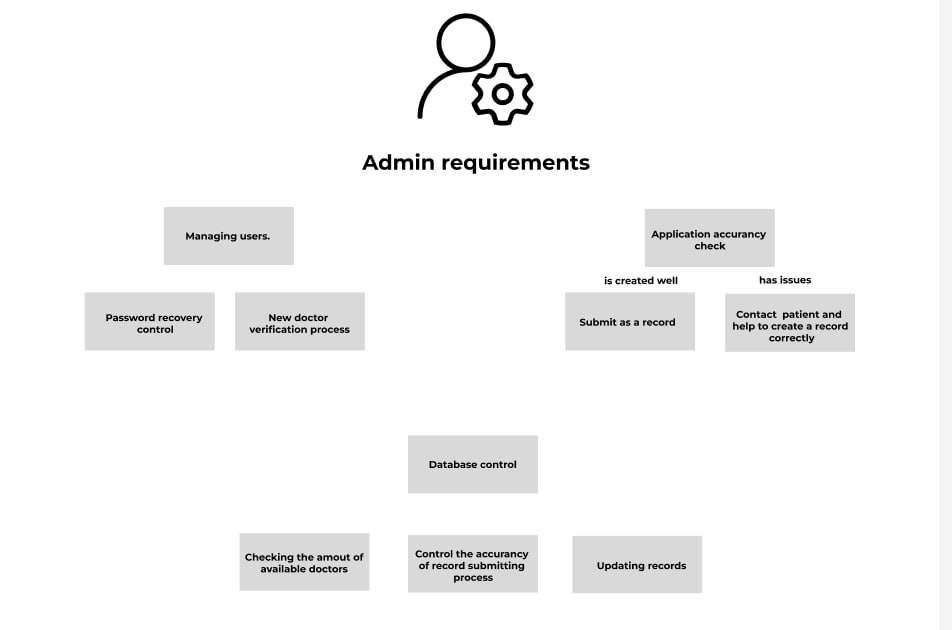 Admin requirements
Managing users.
Password recovery
control
New doctor
verification process
Application accurancy
check
is created well
has issues
Submit as a record
Contact  patient and
help to create a record
correctly
Database control
Checking the amout of
available doctors
Control the accurancy
of record submitting
process
Updating records